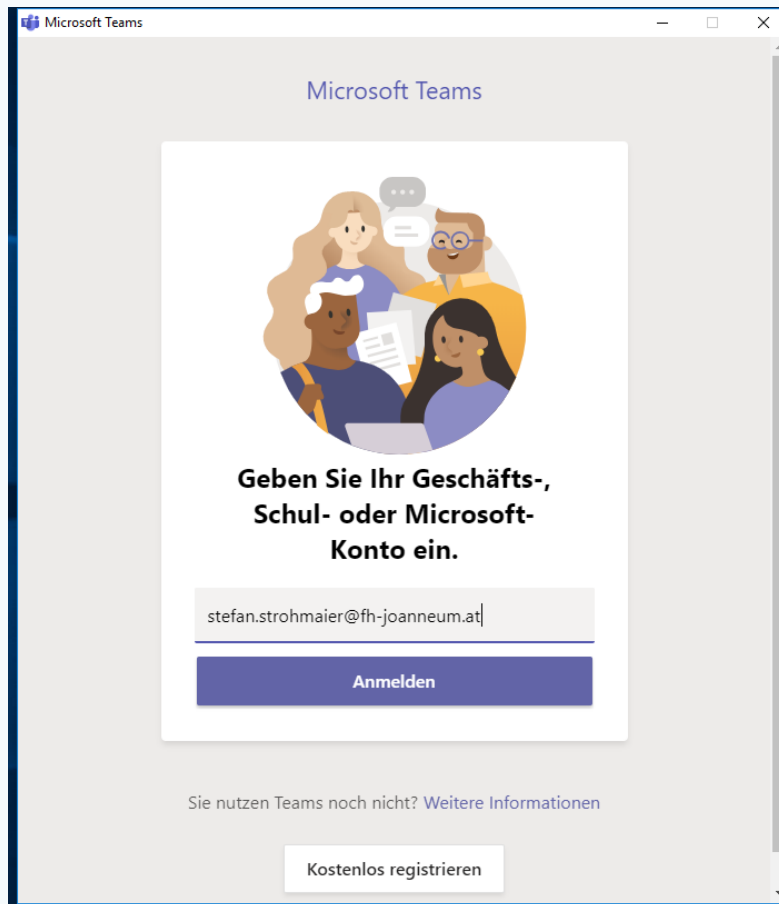 Microsoft Teams
Microsoft Teams
Geben Sie Ihr Geschäfts-,
Schul- oder Microsoft-
Konto ein.
stefan.strohmaier@fh-joanneum.at
Anmelden
Sie nutzen Teams noch nicht? Weitere Informationen
Kostenlos registrieren